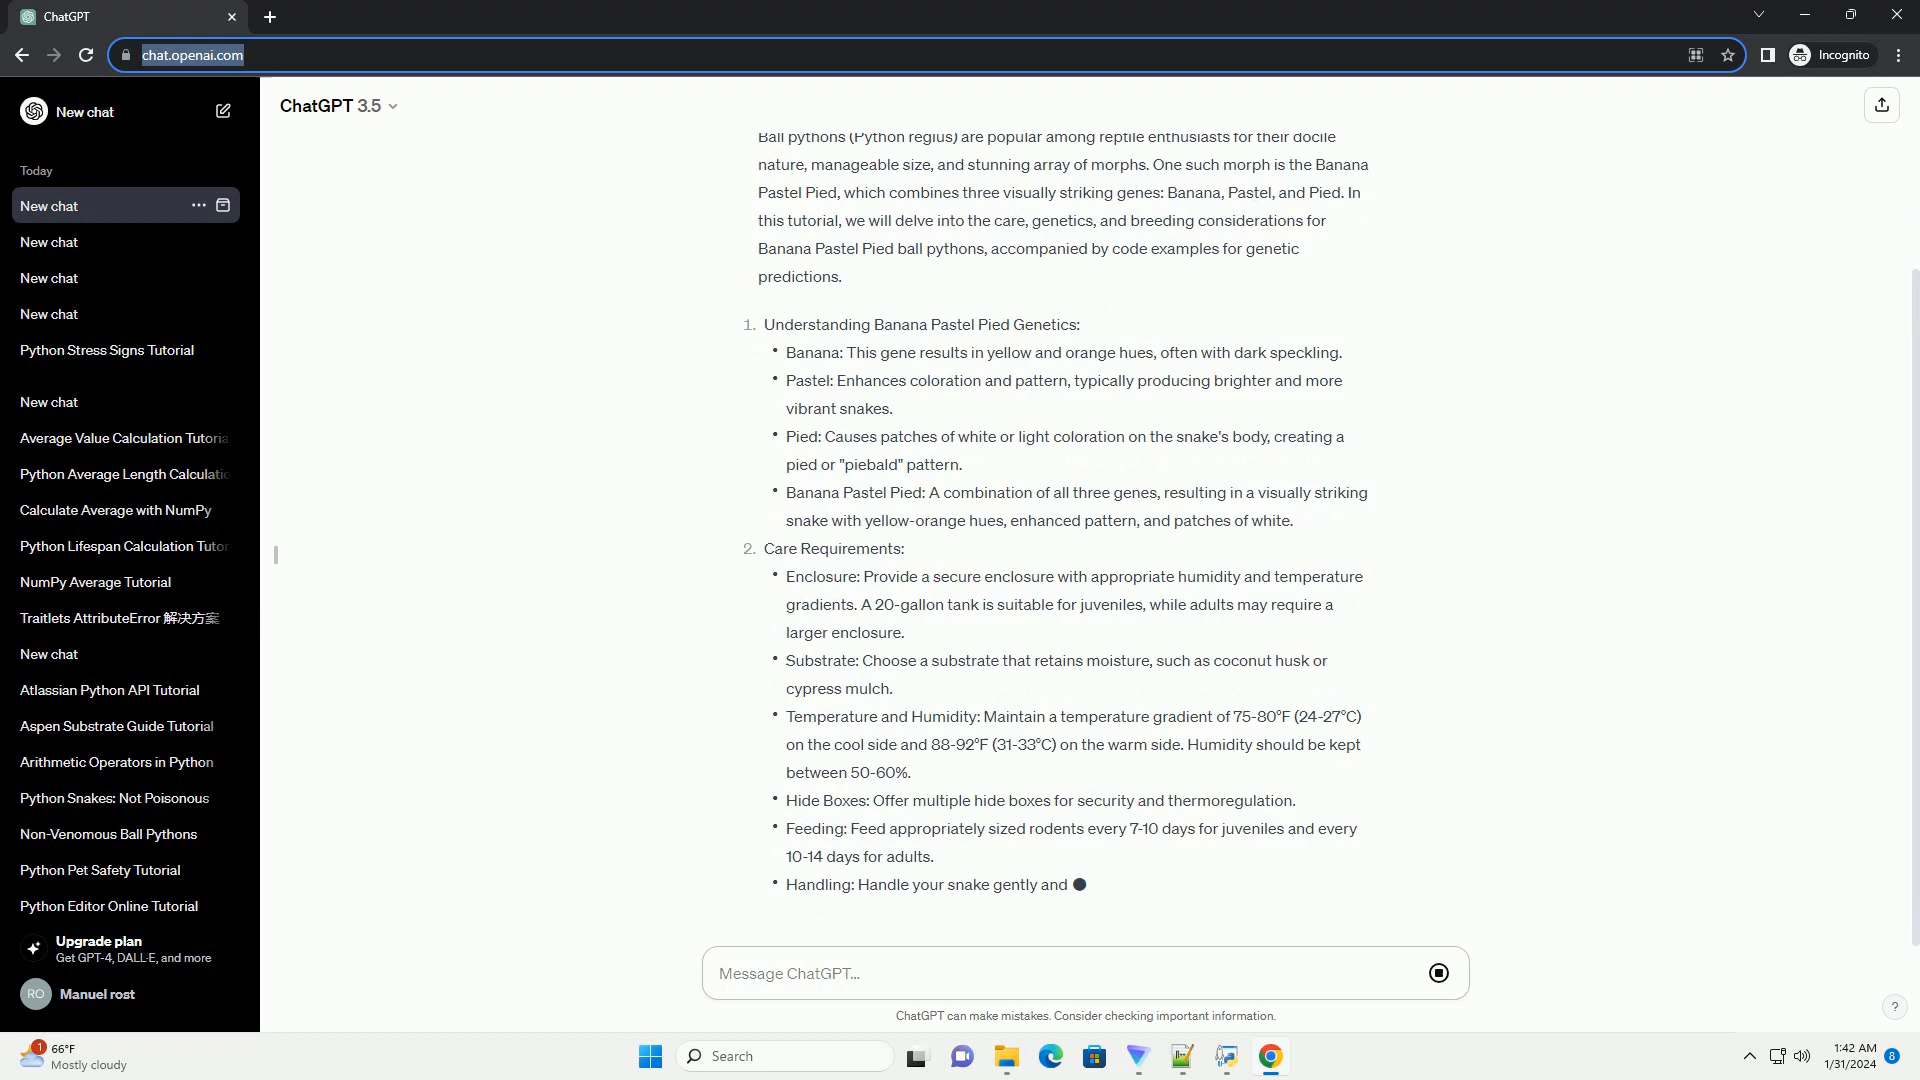 ChatGPT
chat.openai.com
Incognito
New chat
Today
New chat
New chat
New chat
New chat
Python Stress Signs Tutorial
New chat
Average Value Calculation Tutoria
Python Average Length Calculatio
Calculate Average with NumPy
Python Lifespan Calculation Tutor
NumPy Average Tutorial
Traitlets AttributeError 解决方案
New chat
Atlassian Python API Tutorial
Aspen Substrate Guide Tutorial
Arithmetic Operators in Python
Python Snakes: Not Poisonous
Non-Venomous Ball Pythons
Python Pet Safety Tutorial
Python Editor Online Tutorial
Upgrade plan
Get GPT-4, DALL·E, and more
RO Manuel rost
ChatGPT 3.5
Ball pythons (Python regius) are popular among reptile enthusiasts for their docile
nature, manageable size, and stunning array of morphs. One such morph is the Banana
Pastel Pied, which combines three visually striking genes: Banana, Pastel, and Pied. In
this tutorial, we will delve into the care, genetics, and breeding considerations for
Banana Pastel Pied ball pythons, accompanied by code examples for genetic
predictions.
1. Understanding Banana Pastel Pied Genetics:
• Banana: This gene results in yellow and orange hues, often with dark speckling.
• Pastel: Enhances coloration and pattern, typically producing brighter and more
vibrant snakes.
• Pied: Causes patches of white or light coloration on the snake's body, creating a
pied or "piebald" pattern.
• Banana Pastel Pied: A combination of all three genes, resulting in a visually striking
snake with yellow-orange hues, enhanced pattern, and patches of white.
2. Care Requirements:
• Enclosure: Provide a secure enclosure with appropriate humidity and temperature
gradients. A 20-gallon tank is suitable for juveniles, while adults may require a
larger enclosure.
• Substrate: Choose a substrate that retains moisture, such as coconut husk or
cypress mulch.
• Temperature and Humidity: Maintain a temperature gradient of 75-80°F (24-27°C)
on the cool side and 88-92°F (31-33°C) on the warm side. Humidity should be kept
between 50-60%.
• Hide Boxes: Offer multiple hide boxes for security and thermoregulation.
• Feeding: Feed appropriately sized rodents every 7-10 days for juveniles and every
10-14 days for adults.
• Handling: Handle your snake gently and
Message ChatGPT...
ChatGPT can make mistakes. Consider checking important information.
?
1
66°F
Mostly cloudy
Search
1:42 AM
1/31/2024
8